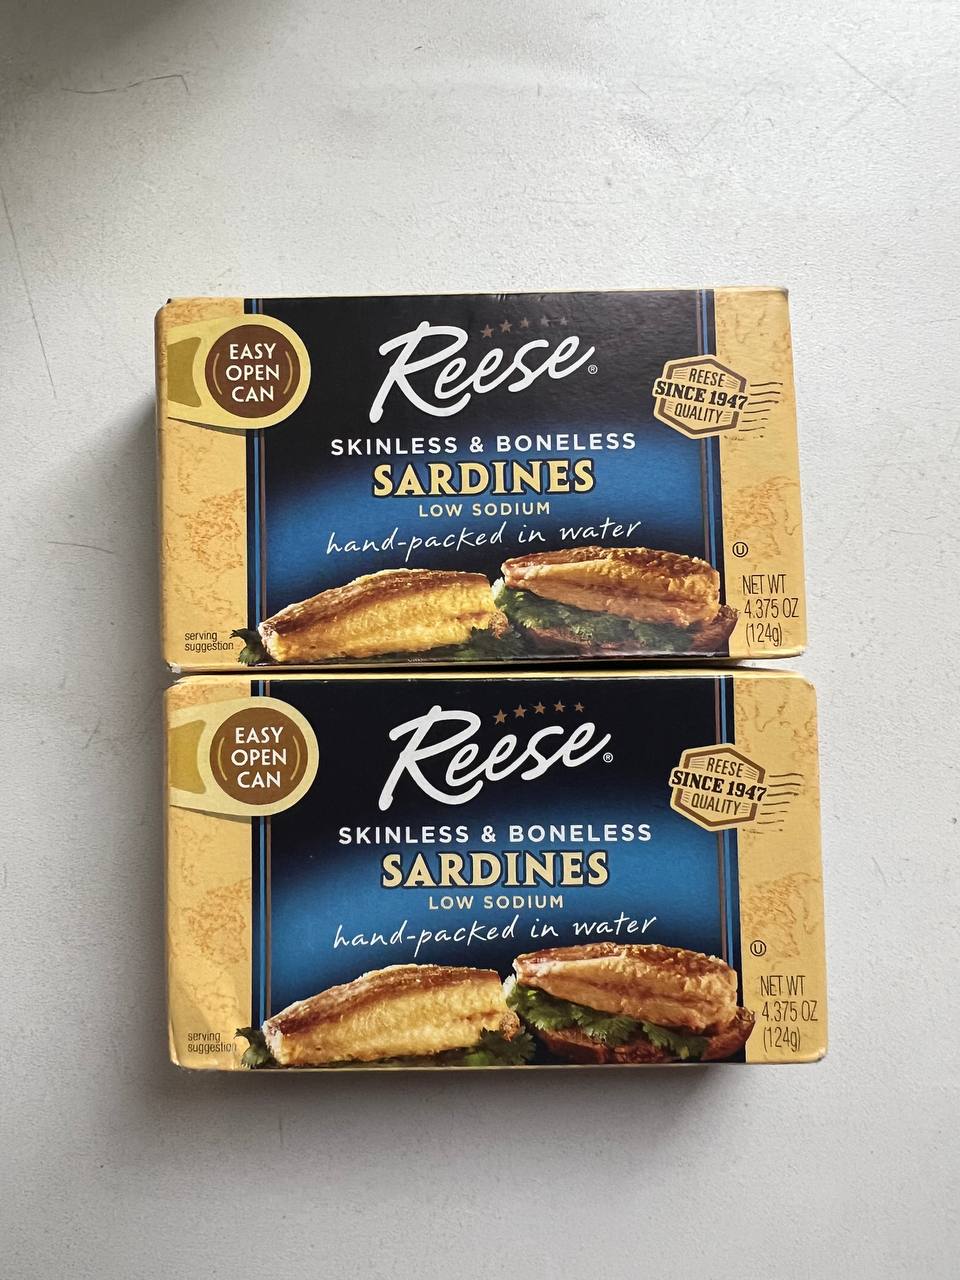 EASY
OPEN
CAN
Reese®
REESE
SINCE 1947
QUALITY
SKINLESS & BONELESS
SARDINES
LOW SODIUM
hand-packed in water
U
NET WT
4.375 OZ
(124g)
serving
suggestion
EASY
OPEN
CAN
Reese®
REESE
SINCE 1947
QUALITY
SKINLESS & BONELESS
SARDINES
LOW SODIUM
hand-packed in water
U
NET WT
4.375 OZ
(124g)
serving
suggestion